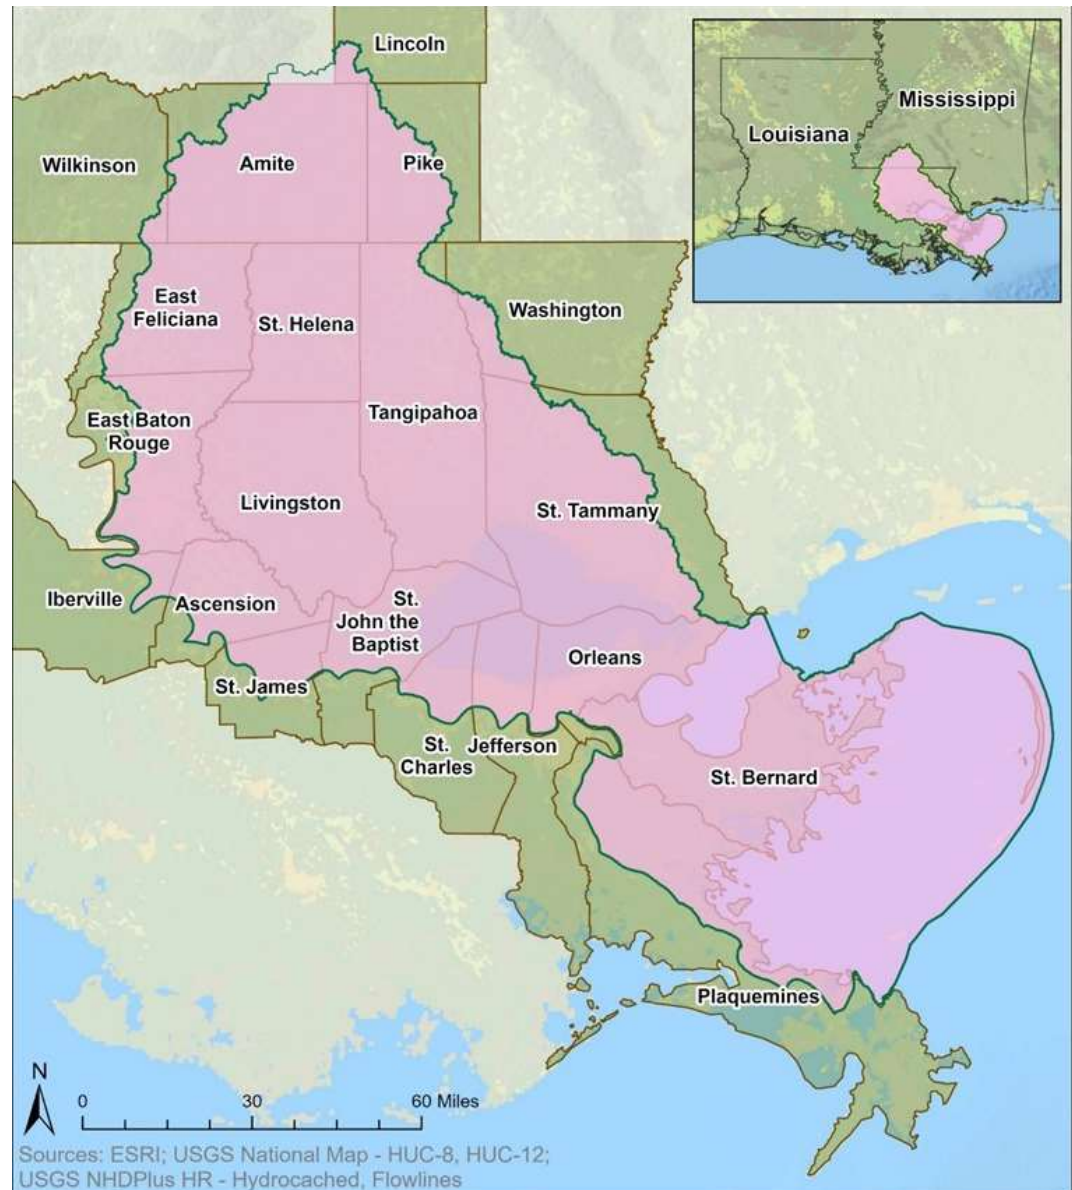 Lincoln
Mississippi
Louisiana
Wilkinson
Amite
Pike
East
Feliciana
St. Helena
Washington
East Baton
Rouge
Tangipahoa
Livingston
St. Tammany
Iberville
Ascension
St.
John the
Baptist
Orleans
St. James
St.
Charles
Jefferson
St. Bernard
Plaquemines
N
0
30
60 Miles
Sources: ESRI; USGS National Map - HUC-8, HUC-12;
USGS NHDPlus HR - Hydrocached, Flowlines